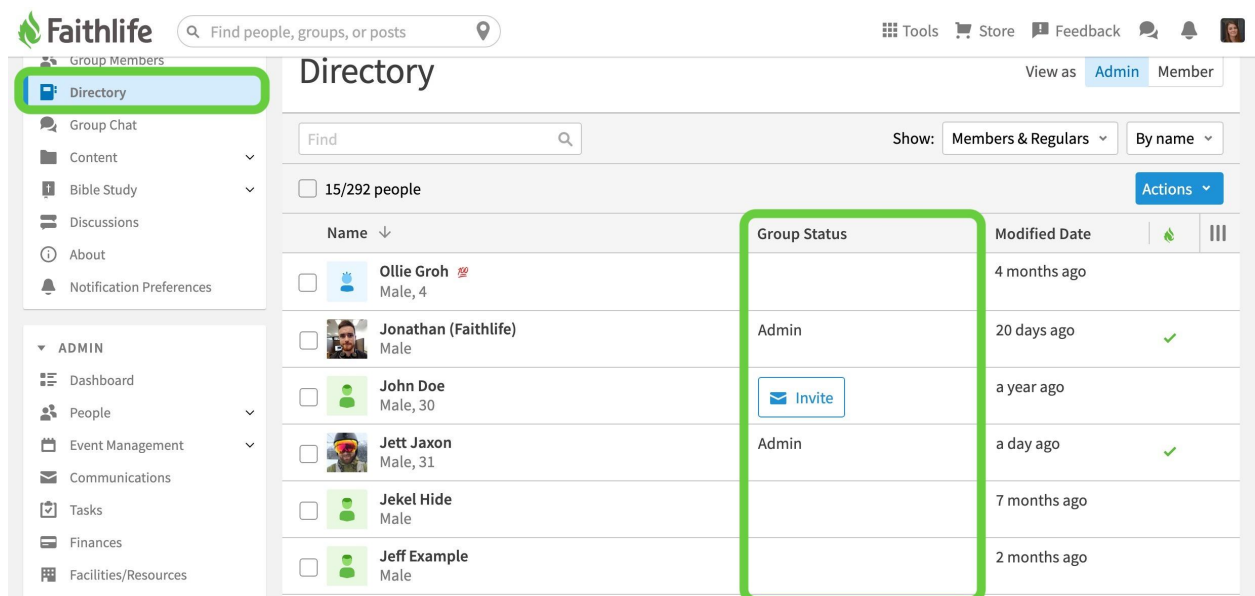 Faithlife
Find people, groups, or posts
Tools
Store
Feedback
Group Members
Directory
Group Chat
Content
Bible Study
Discussions
About
Notification Preferences
ADMIN
Dashboard
People
Event Management
Communications
Tasks
Finances
Facilities/Resources
Directory
View as Admin Member
Find
Show: Members & Regulars By name
15/292 people
Actions
Name Group Status Modified Date
Ollie Groh 💯 4 months ago
Male, 4
Jonathan (Faithlife) Admin 20 days ago
Male
John Doe a year ago
Male, 30 Invite
Jett Jaxon Admin a day ago
Male, 31
Jekel Hide 7 months ago
Male
Jeff Example 2 months ago
Male